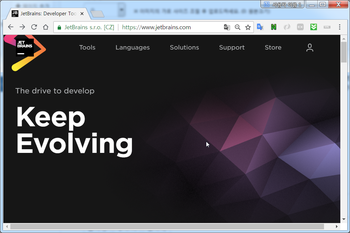 JetBrains: Developer To
JetBrains s.r.o. [CZ]
https://www.jetbrains.com
JET
BRAINS
Tools
Languages
Solutions
Support
Store
The drive to develop
Keep
Evolving